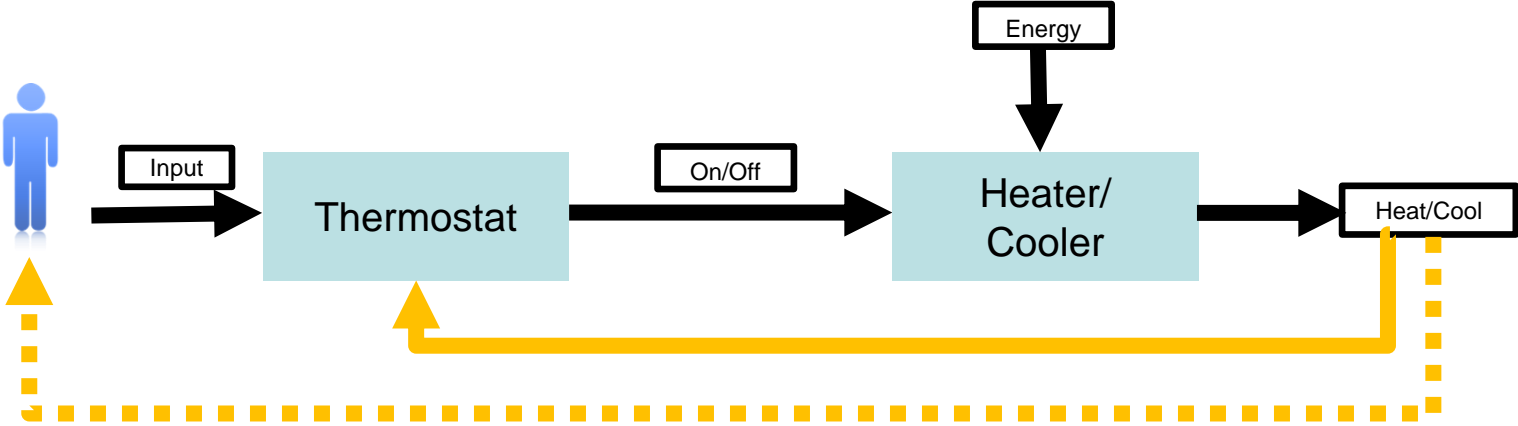 Energy
Input
On/Off
Thermostat
Heater/
Cooler
Heat/Cool